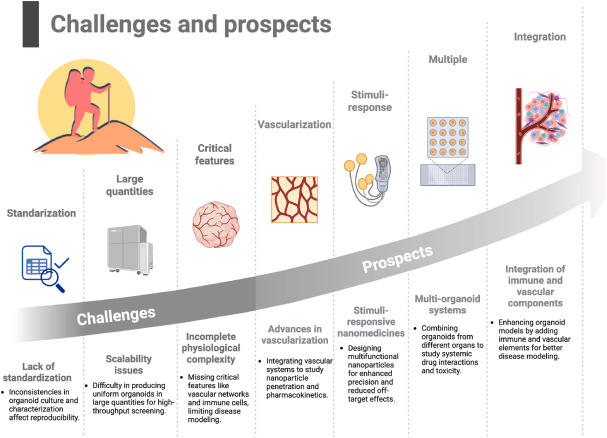 Challenges and prospects
Standarization
Large
quantities
Critical
features
Vascularization
Stimuli-
response
Multiple
Integration
Challenges
Prospects
Lack of
standardization
• Inconsistencies in
organoid culture and
characterization
affect reproducibility.
Scalability
issues
• Difficulty in producing
uniform organoids in
large quantities for high-
throughput screening.
Incomplete
physiological
complexity
• Missing critical
features like
vascular networks
and immune cells,
limiting disease
modeling.
Advances in
vascularization
• Integrating vascular
systems to study
nanoparticle
penetration and
pharmacokinetics.
Stimuli-
responsive
nanomedicines
• Designing
multifunctional
nanoparticles for
enhanced precision
and reduced off-
target effects.
Multi-organoid
systems
• Combining
organoids from
different organs to
study systemic
drug interactions
and toxicity.
Integration of
immune and
vascular
components
• Enhancing organoid
models by adding
immune and vascular
elements for better
disease modeling.